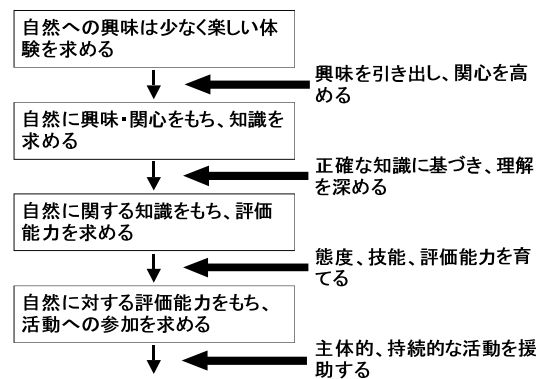 自然への興味は少なく楽しい体
験を求める
興味を引き出し、関心を高
める
自然に興味・関心をもち、知識を
求める
正確な知識に基づき、理解
を深める
自然に関する知識をもち、評価
能力を求める
態度、技能、評価能力を育
てる
自然に対する評価能力をもち、
活動への参加を求める
主体的、持続的な活動を援
助する